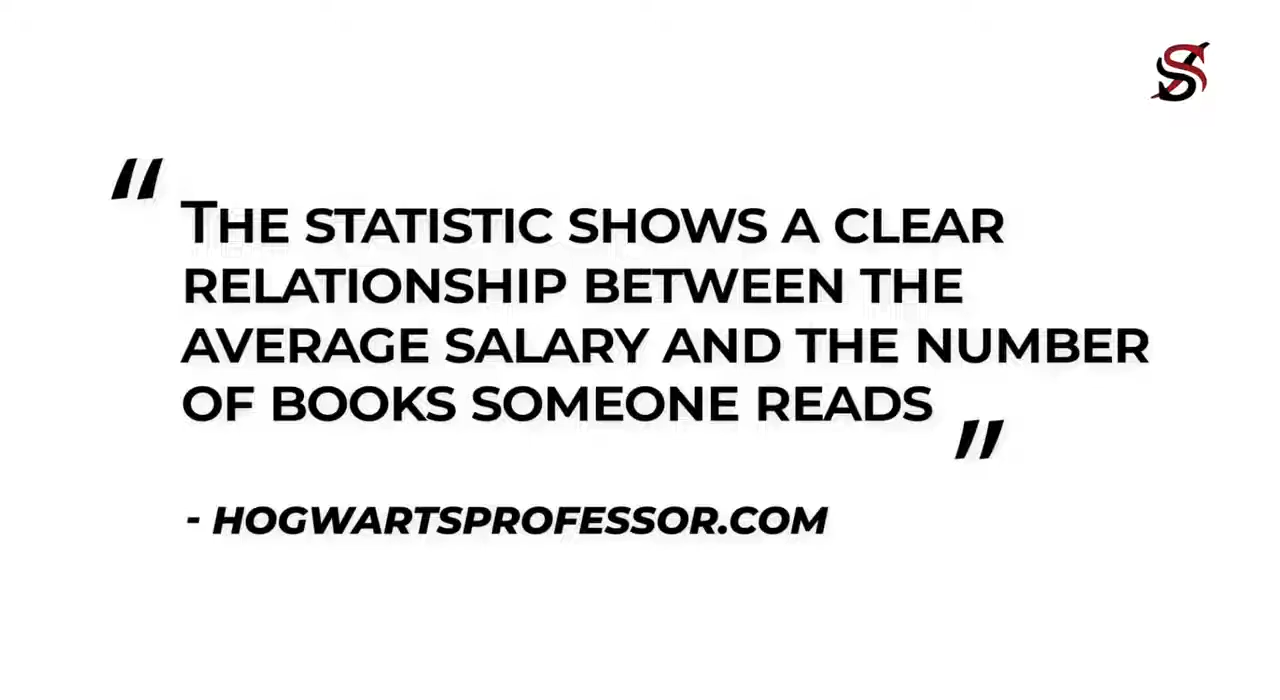 “THE STATISTIC SHOWS A CLEAR
RELATIONSHIP BETWEEN THE
AVERAGE SALARY AND THE NUMBER
OF BOOKS SOMEONE READS”
- HOGWARTSPROFESSOR.COM